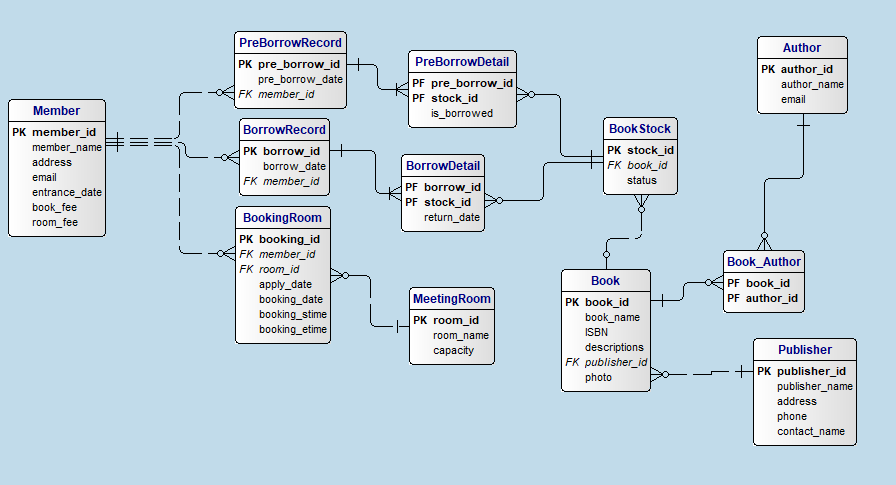 Member
PK member_id
member_name
address
email
entrance_date
book_fee
room_fee
PreBorrowRecord
PK pre_borrow_id
pre_borrow_date
FK member_id
BorrowRecord
PK borrow_id
borrow_date
FK member_id
BookingRoom
PK booking_id
FK member_id
FK room_id
apply_date
booking_date
booking_stime
booking_etime
PreBorrowDetail
PF pre_borrow_id
PF stock_id
is_borrowed
BorrowDetail
PF borrow_id
PF stock_id
return_date
MeetingRoom
PK room_id
room_name
capacity
BookStock
PK stock_id
FK book_id
status
Book
PK book_id
book_name
ISBN
descriptions
FK publisher_id
photo
Author
PK author_id
author_name
email
Book_Author
PF book_id
PF author_id
Publisher
PK publisher_id
publisher_name
address
phone
contact_name